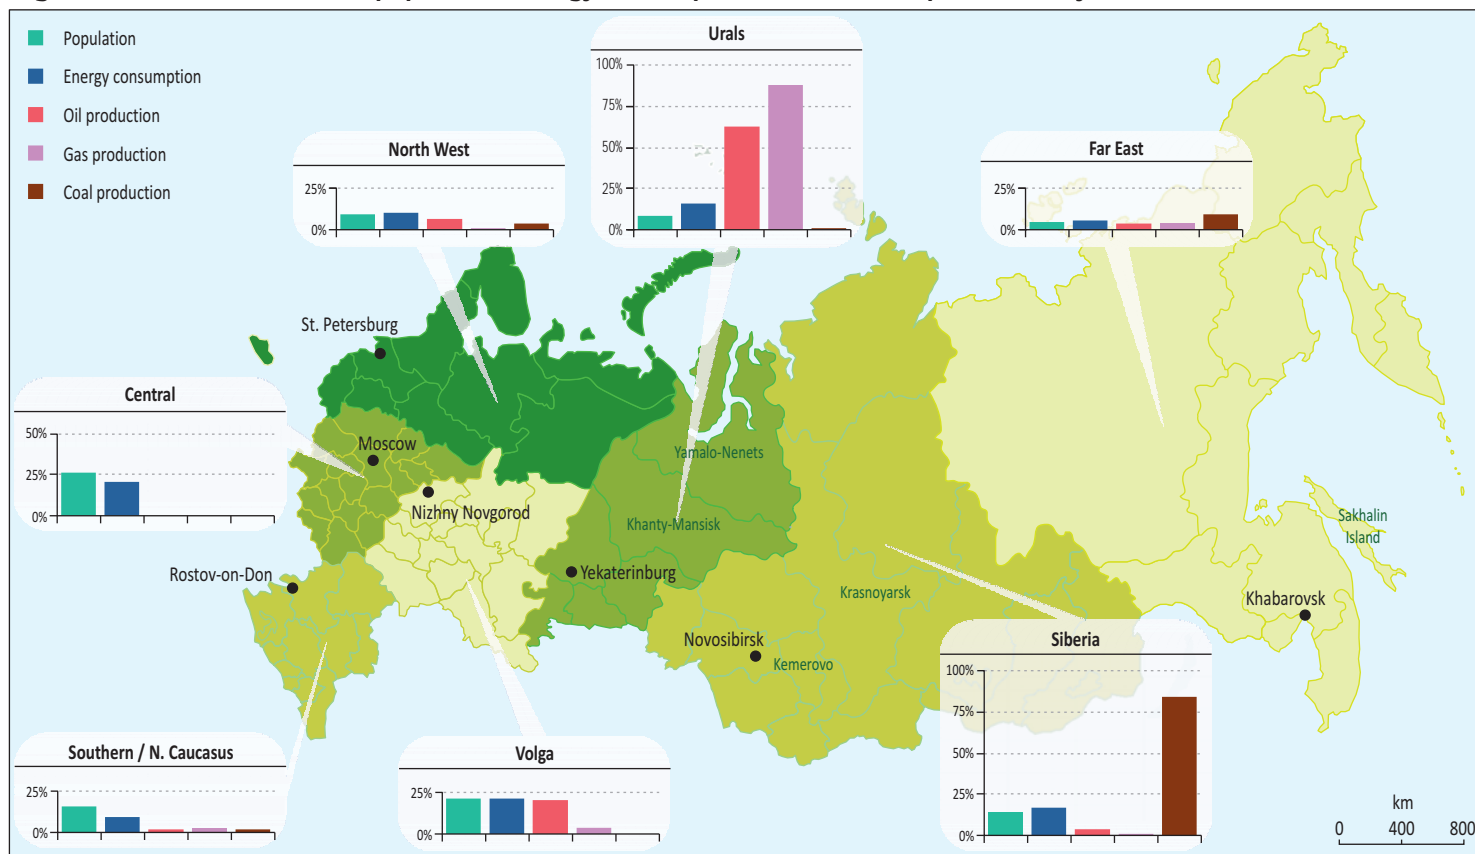 Population
Energy consumption
Oil production
Gas production
Coal production
Urals
100%
75%
50%
25%
0%
North West
25%
0%
Far East
25%
0%
St. Petersburg
Central
50%
25%
0%
Moscow
Nizhny Novgorod
Yamalo-Nenets
Khanty-Mansisk
Sakhalin
Island
Rostov-on-Don
Yekaterinburg
Krasnoyarsk
Khabarovsk
Novosibirsk
Kemerovo
Siberia
100%
75%
50%
25%
0%
Southern / N. Caucasus
25%
0%
Volga
25%
0%
km
0 400 800